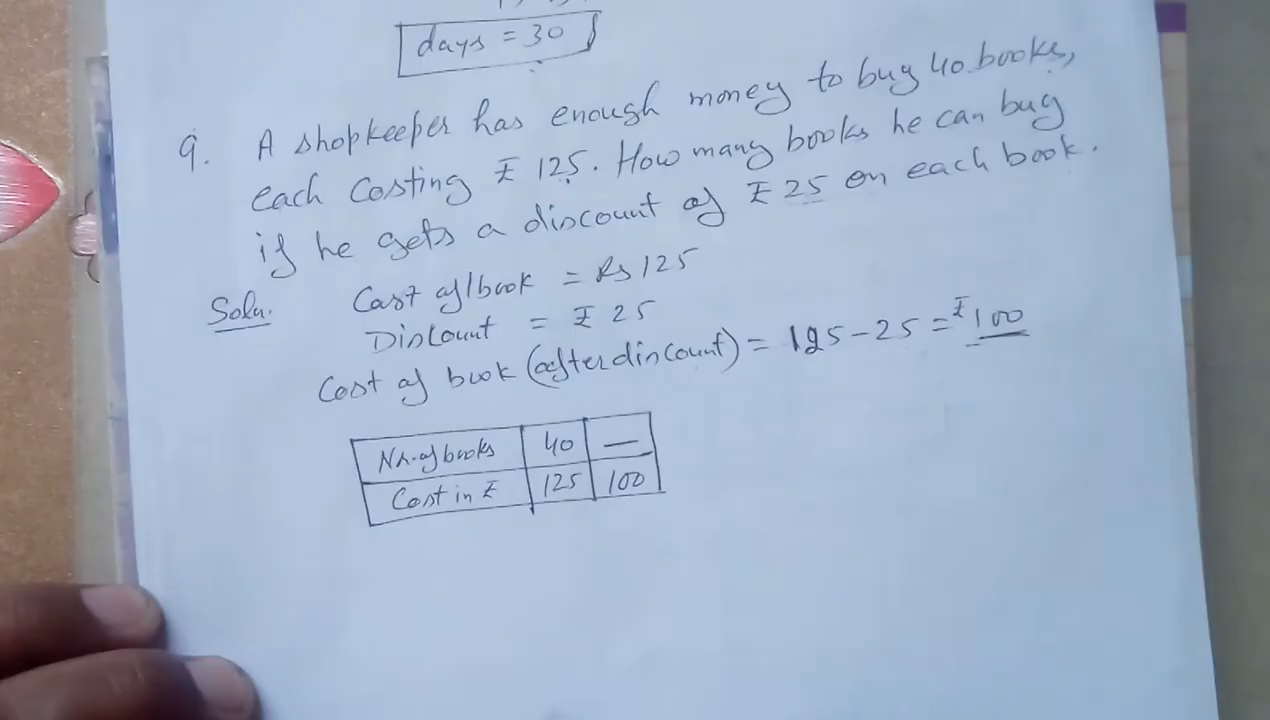 days = 30
9. A shopkeeper has enough money to buy 40 books,
each costing ₹ 125. How many books he can buy
if he gets a discount of ₹ 25 on each book.
Soln. Cost of 1 book = Rs 125
Discount = ₹ 25
Cost of book (after discount) = 125 - 25 = ₹ 100
No. of books 40 —
Cost in ₹ 125 100